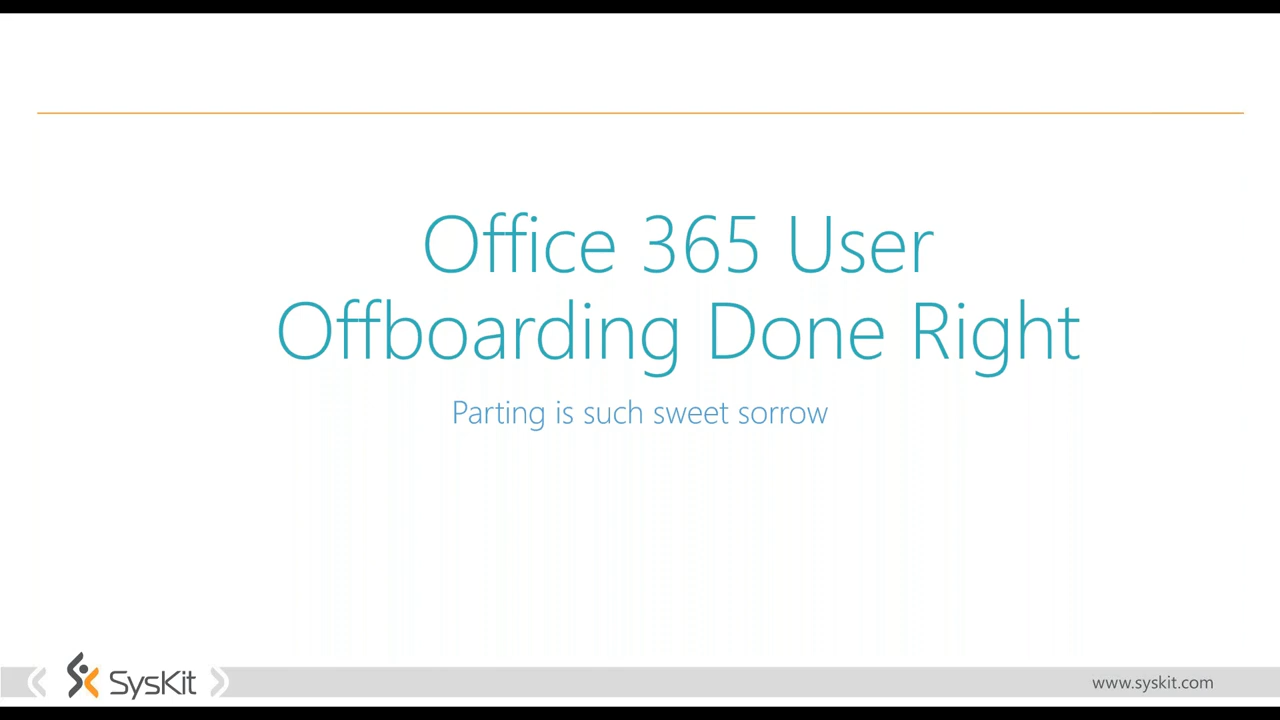 Office 365 User
Offboarding Done Right
Parting is such sweet sorrow
SysKit
www.syskit.com